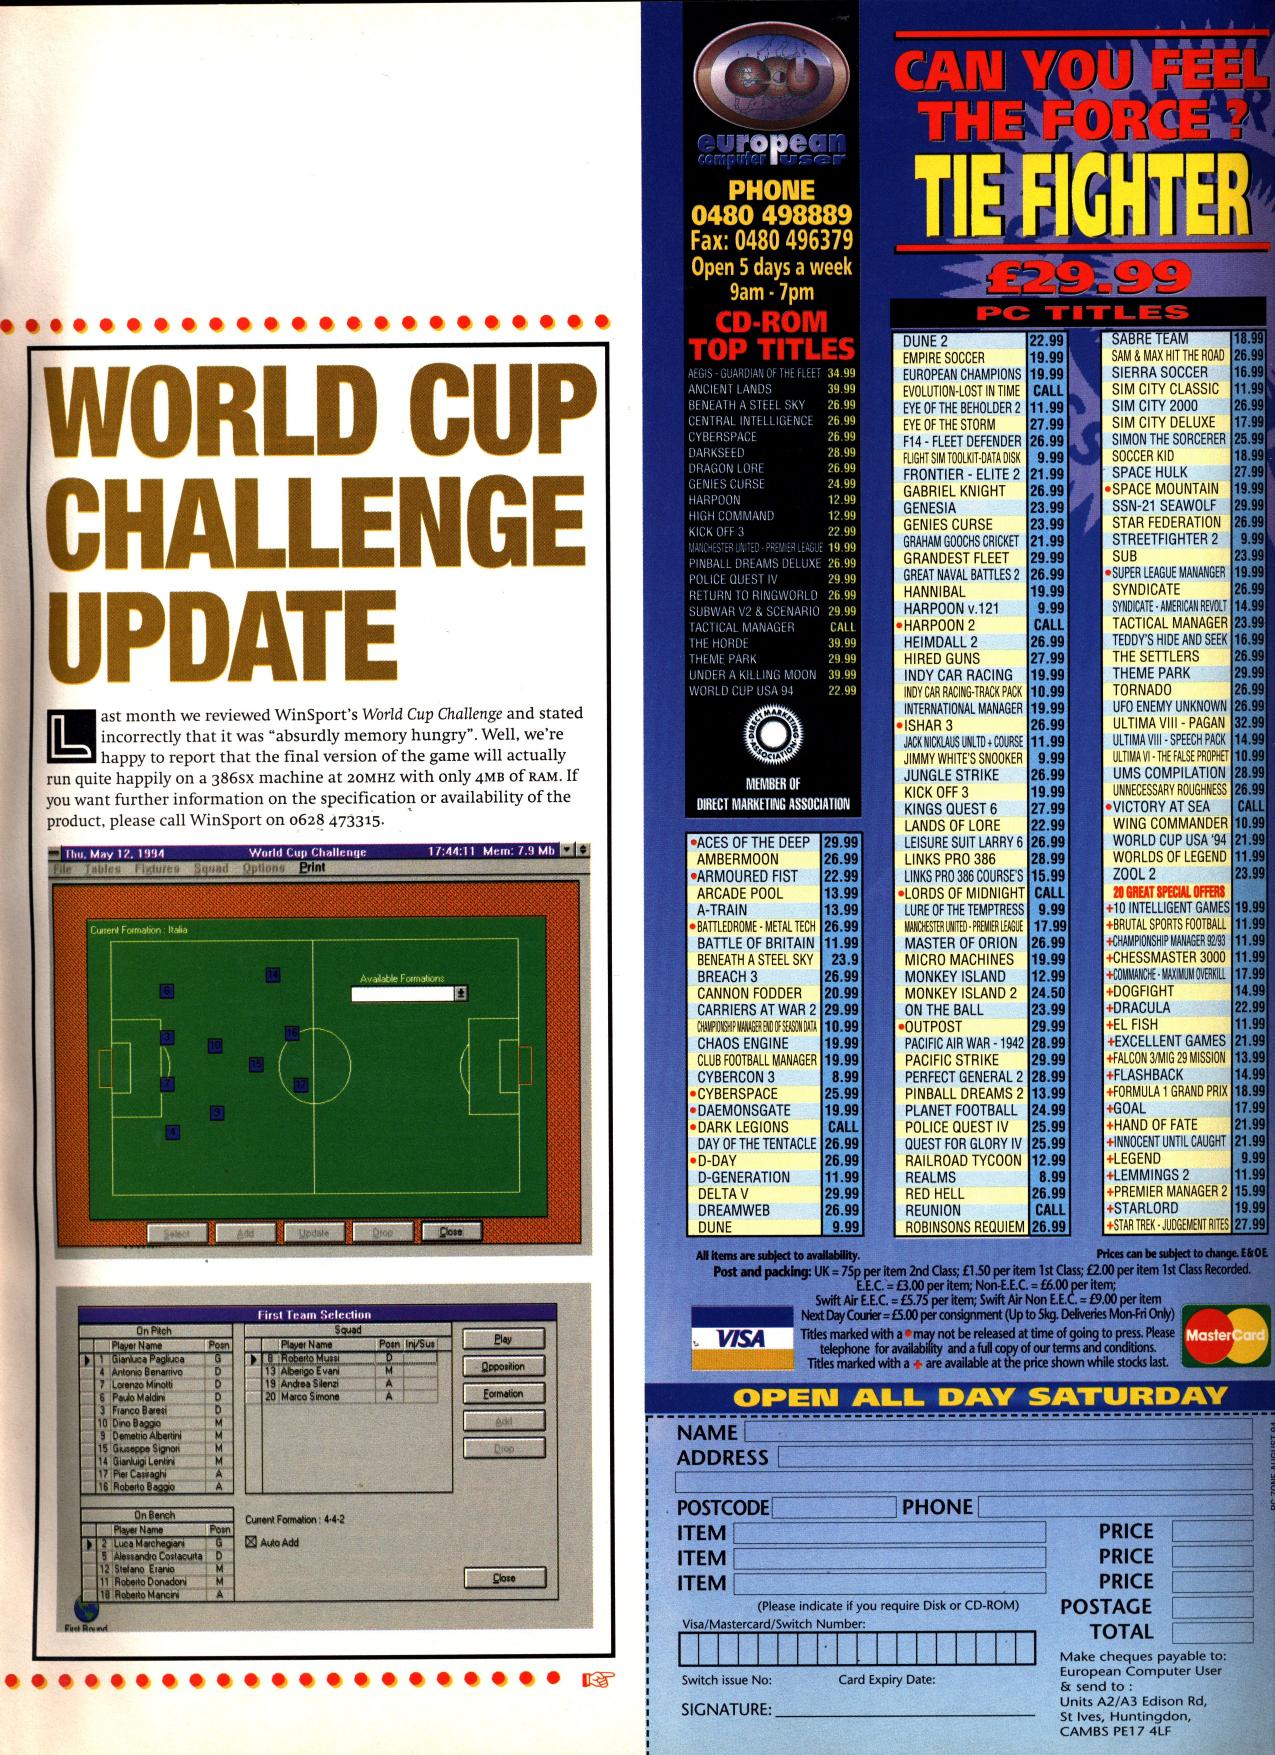 WORLD CUP
CHALLENGE
UPDATE
Last month we reviewed WinSport's World Cup Challenge and stated
incorrectly that it was “absurdly memory hungry”. Well, we're
happy to report that the final version of the game will actually
run quite happily on a 386SX machine at 20MHZ with only 4MB of RAM. If
you want further information on the specification or availability of the
product, please call WinSport on 0628 473315.
Thu, May 12, 1994 World Cup Challenge 17:44:11 Mem: 7.9 Mb
File Tables Fixtures Squad Options Print
Current Formation : Italia
Available Formations
14
6
16
3
10
15
7
17
9
4
Select Add Update Drop Close
First Team Selection
On Pitch
Player Name Posn
1 Gianluca Pagliuca G
4 Antonio Benarrivo D
7 Lorenzo Minotti D
6 Paulo Maldini D
3 Franco Baresi D
10 Dino Baggio M
9 Demetrio Albertini M
15 Giuseppe Signori M
14 Gianluigi Lentini M
17 Pier Casiraghi A
16 Roberto Baggio A
Squad
Player Name Posn Inj/Sus
8 Roberto Mussi D
13 Alberigo Evani M
19 Andrea Silenzi A
20 Marco Simone A
Play
Opposition
Formation
Add
Drop
On Bench
Player Name Posn
2 Luca Marchegiani G
5 Alessandro Costacurta D
12 Stefano Eranio M
11 Roberto Donadoni M
18 Roberto Mancini A
Current Formation : 4-4-2
Auto Add
Close
First Round
ecu
european
computer user
PHONE
0480 498889
Fax: 0480 496379
Open 5 days a week
9am - 7pm
CD-ROM
TOP TITLES
AEGIS - GUARDIAN OF THE FLEET 34.99
ANCIENT LANDS 39.99
BENEATH A STEEL SKY 26.99
CENTRAL INTELLIGENCE 26.99
CYBERSPACE 26.99
DARKSEED 28.99
DRAGON LORE 26.99
GENIES CURSE 24.99
HARPOON 12.99
HIGH COMMAND 12.99
KICK OFF 3 22.99
MANCHESTER UNITED - PREMIER LEAGUE 19.99
PINBALL DREAMS DELUXE 26.99
POLICE QUEST IV 29.99
RETURN TO RINGWORLD 26.99
SUBWAR V2 & SCENARIO 29.99
TACTICAL MANAGER CALL
THE HORDE 39.99
THEME PARK 29.99
UNDER A KILLING MOON 39.99
WORLD CUP USA 94 22.99
DIRECT MARKETING ASSOCIATION
MEMBER OF
DIRECT MARKETING ASSOCIATION
•ACES OF THE DEEP 29.99
AMBERMOON 26.99
•ARMOURED FIST 22.99
ARCADE POOL 13.99
A-TRAIN 13.99
•BATTLEDROME - METAL TECH 26.99
BATTLE OF BRITAIN 11.99
BENEATH A STEEL SKY 23.9
BREACH 3 26.99
CANNON FODDER 20.99
CARRIERS AT WAR 2 29.99
CHAMPIONSHIP MANAGER END OF SEASON DATA 10.99
CHAOS ENGINE 19.99
CLUB FOOTBALL MANAGER 19.99
CYBERCON 3 8.99
•CYBERSPACE 25.99
•DAEMONSGATE 19.99
•DARK LEGIONS CALL
DAY OF THE TENTACLE 26.99
•D-DAY 26.99
D-GENERATION 11.99
DELTA V 29.99
DREAMWEB 26.99
DUNE 9.99
CAN YOU FEEL
THE FORCE ?
TIE FIGHTER
£29.99
PC TITLES
DUNE 2 22.99
EMPIRE SOCCER 19.99
EUROPEAN CHAMPIONS 19.99
EVOLUTION-LOST IN TIME CALL
EYE OF THE BEHOLDER 2 11.99
EYE OF THE STORM 27.99
F14 - FLEET DEFENDER 26.99
FLIGHT SIM TOOLKIT-DATA DISK 9.99
FRONTIER - ELITE 2 21.99
GABRIEL KNIGHT 26.99
GENESIA 23.99
GENIES CURSE 23.99
GRAHAM GOOCHS CRICKET 21.99
GRANDEST FLEET 29.99
GREAT NAVAL BATTLES 2 26.99
HANNIBAL 19.99
HARPOON v.121 9.99
•HARPOON 2 CALL
HEIMDALL 2 26.99
HIRED GUNS 27.99
INDY CAR RACING 19.99
INDY CAR RACING-TRACK PACK 10.99
INTERNATIONAL MANAGER 19.99
•ISHAR 3 26.99
JACK NICKLAUS UNLTD + COURSE 11.99
JIMMY WHITE'S SNOOKER 9.99
JUNGLE STRIKE 26.99
KICK OFF 3 19.99
KINGS QUEST 6 27.99
LANDS OF LORE 22.99
LEISURE SUIT LARRY 6 26.99
LINKS PRO 386 28.99
LINKS PRO 386 COURSE'S 15.99
•LORDS OF MIDNIGHT CALL
LURE OF THE TEMPTRESS 9.99
MANCHESTER UNITED - PREMIER LEAGUE 17.99
MASTER OF ORION 26.99
MICRO MACHINES 19.99
MONKEY ISLAND 12.99
MONKEY ISLAND 2 24.50
ON THE BALL 23.99
•OUTPOST 29.99
PACIFIC AIR WAR - 1942 28.99
PACIFIC STRIKE 29.99
PERFECT GENERAL 2 28.99
PINBALL DREAMS 2 13.99
PLANET FOOTBALL 24.99
POLICE QUEST IV 25.99
QUEST FOR GLORY IV 25.99
RAILROAD TYCOON 12.99
REALMS 8.99
RED HELL 26.99
REUNION CALL
ROBINSONS REQUIEM 26.99
SABRE TEAM 18.99
SAM & MAX HIT THE ROAD 26.99
SIERRA SOCCER 16.99
SIM CITY CLASSIC 11.99
SIM CITY 2000 26.99
SIM CITY DELUXE 17.99
SIMON THE SORCERER 25.99
SOCCER KID 18.99
SPACE HULK 27.99
•SPACE MOUNTAIN 19.99
SSN-21 SEAWOLF 29.99
STAR FEDERATION 26.99
STREETFIGHTER 2 9.99
SUB 23.99
•SUPER LEAGUE MANANGER 19.99
SYNDICATE 26.99
SYNDICATE - AMERICAN REVOLT 14.99
TACTICAL MANAGER 23.99
TEDDY'S HIDE AND SEEK 16.99
THE SETTLERS 26.99
THEME PARK 29.99
TORNADO 26.99
UFO ENEMY UNKNOWN 26.99
ULTIMA VIII - PAGAN 32.99
ULTIMA VIII - SPEECH PACK 14.99
ULTIMA VI - THE FALSE PROPHET 10.99
UMS COMPILATION 28.99
UNNECESSARY ROUGHNESS 26.99
•VICTORY AT SEA CALL
WING COMMANDER 10.99
WORLD CUP USA '94 21.99
WORLDS OF LEGEND 11.99
ZOOL 2 23.99
20 GREAT SPECIAL OFFERS
+10 INTELLIGENT GAMES 19.99
+BRUTAL SPORTS FOOTBALL 11.99
+CHAMPIONSHIP MANAGER 92/93 11.99
+CHESSMASTER 3000 11.99
+COMMANCHE - MAXIMUM OVERKILL 17.99
+DOGFIGHT 14.99
+DRACULA 22.99
+EL FISH 11.99
+EXCELLENT GAMES 21.99
+FALCON 3/MIG 29 MISSION 13.99
+FLASHBACK 14.99
+FORMULA 1 GRAND PRIX 18.99
+GOAL 17.99
+HAND OF FATE 21.99
+INNOCENT UNTIL CAUGHT 21.99
+LEGEND 9.99
+LEMMINGS 2 11.99
+PREMIER MANAGER 2 15.99
+STARLORD 19.99
+STAR TREK - JUDGEMENT RITES 27.99
All items are subject to availability. Prices can be subject to change. E&OE
Post and packing: UK = 75p per item 2nd Class; £1.50 per item 1st Class; £2.00 per item 1st Class Recorded.
E.E.C. = £3.00 per item; Non-E.E.C. = £6.00 per item;
Swift Air E.E.C. = £5.75 per item; Swift Air Non E.E.C. = £9.00 per item
Next Day Courier = £5.00 per consignment (Up to 5kg. Deliveries Mon-Fri Only)
Titles marked with a • may not be released at time of going to press. Please
telephone for availability and a full copy of our terms and conditions.
Titles marked with a + are available at the price shown while stocks last.
VISA
MasterCard
OPEN ALL DAY SATURDAY
NAME
ADDRESS
POSTCODE PHONE
ITEM PRICE
ITEM PRICE
ITEM PRICE
(Please indicate if you require Disk or CD-ROM) POSTAGE
Visa/Mastercard/Switch Number: TOTAL
Switch issue No: Card Expiry Date:
SIGNATURE:
Make cheques payable to:
European Computer User
& send to :
Units A2/A3 Edison Rd,
St Ives, Huntingdon,
CAMBS PE17 4LF
PC ZONE AUGUST 94